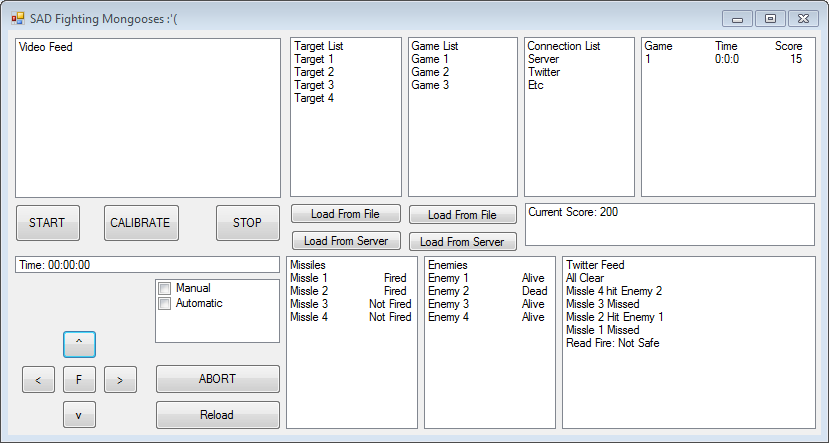 SAD Fighting Mongooses :'(
Video Feed
Target List
Target 1
Target 2
Target 3
Target 4
Game List
Game 1
Game 2
Game 3
Connection List
Server
Twitter
Etc
Game Time Score
1 0:0:0 15
START CALIBRATE STOP
Load From File
Load From Server
Load From File
Load From Server
Current Score: 200
Time: 00:00:00
Manual
Automatic
^
< F >
v
ABORT
Reload
Missiles
Missle 1 Fired
Missle 2 Fired
Missle 3 Not Fired
Missle 4 Not Fired
Enemies
Enemy 1 Alive
Enemy 2 Dead
Enemy 3 Alive
Enemy 4 Alive
Twitter Feed
All Clear
Missle 4 hit Enemy 2
Missle 3 Missed
Missle 2 Hit Enemy 1
Missle 1 Missed
Read Fire: Not Safe